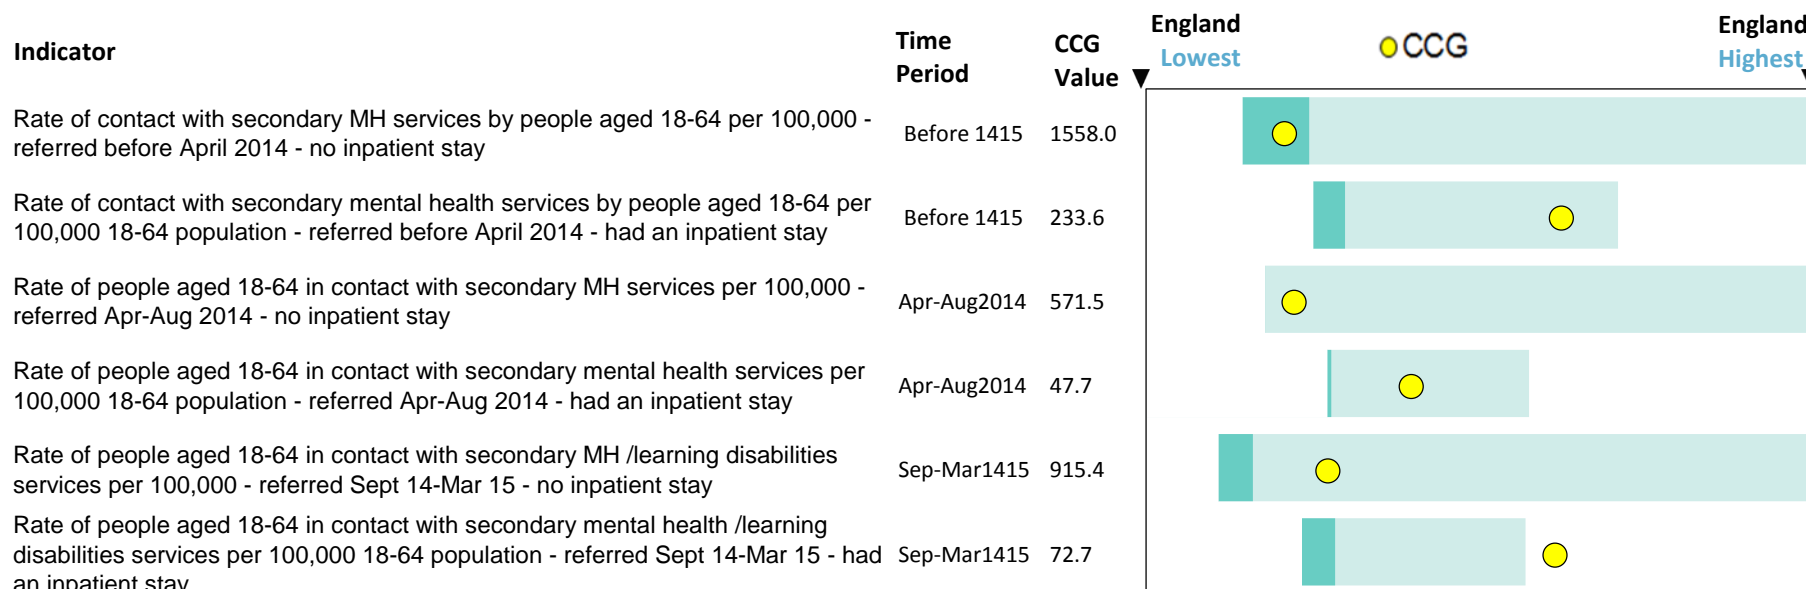 Indicator
Time Period
CCG Value
England Lowest
CCG
England Highest
Rate of contact with secondary MH services by people aged 18-64 per 100,000 -
referred before April 2014 - no inpatient stay
Before 1415 1558.0
Rate of contact with secondary mental health services by people aged 18-64 per
100,000 18-64 population - referred before April 2014 - had an inpatient stay
Before 1415 233.6
Rate of people aged 18-64 in contact with secondary MH services per 100,000 -
referred Apr-Aug 2014 - no inpatient stay
Apr-Aug2014 571.5
Rate of people aged 18-64 in contact with secondary mental health services per
100,000 18-64 population - referred Apr-Aug 2014 - had an inpatient stay
Apr-Aug2014 47.7
Rate of people aged 18-64 in contact with secondary MH /learning disabilities
services per 100,000 - referred Sept 14-Mar 15 - no inpatient stay
Sep-Mar1415 915.4
Rate of people aged 18-64 in contact with secondary mental health /learning
disabilities services per 100,000 18-64 population - referred Sept 14-Mar 15 - had
an inpatient stay
Sep-Mar1415 72.7